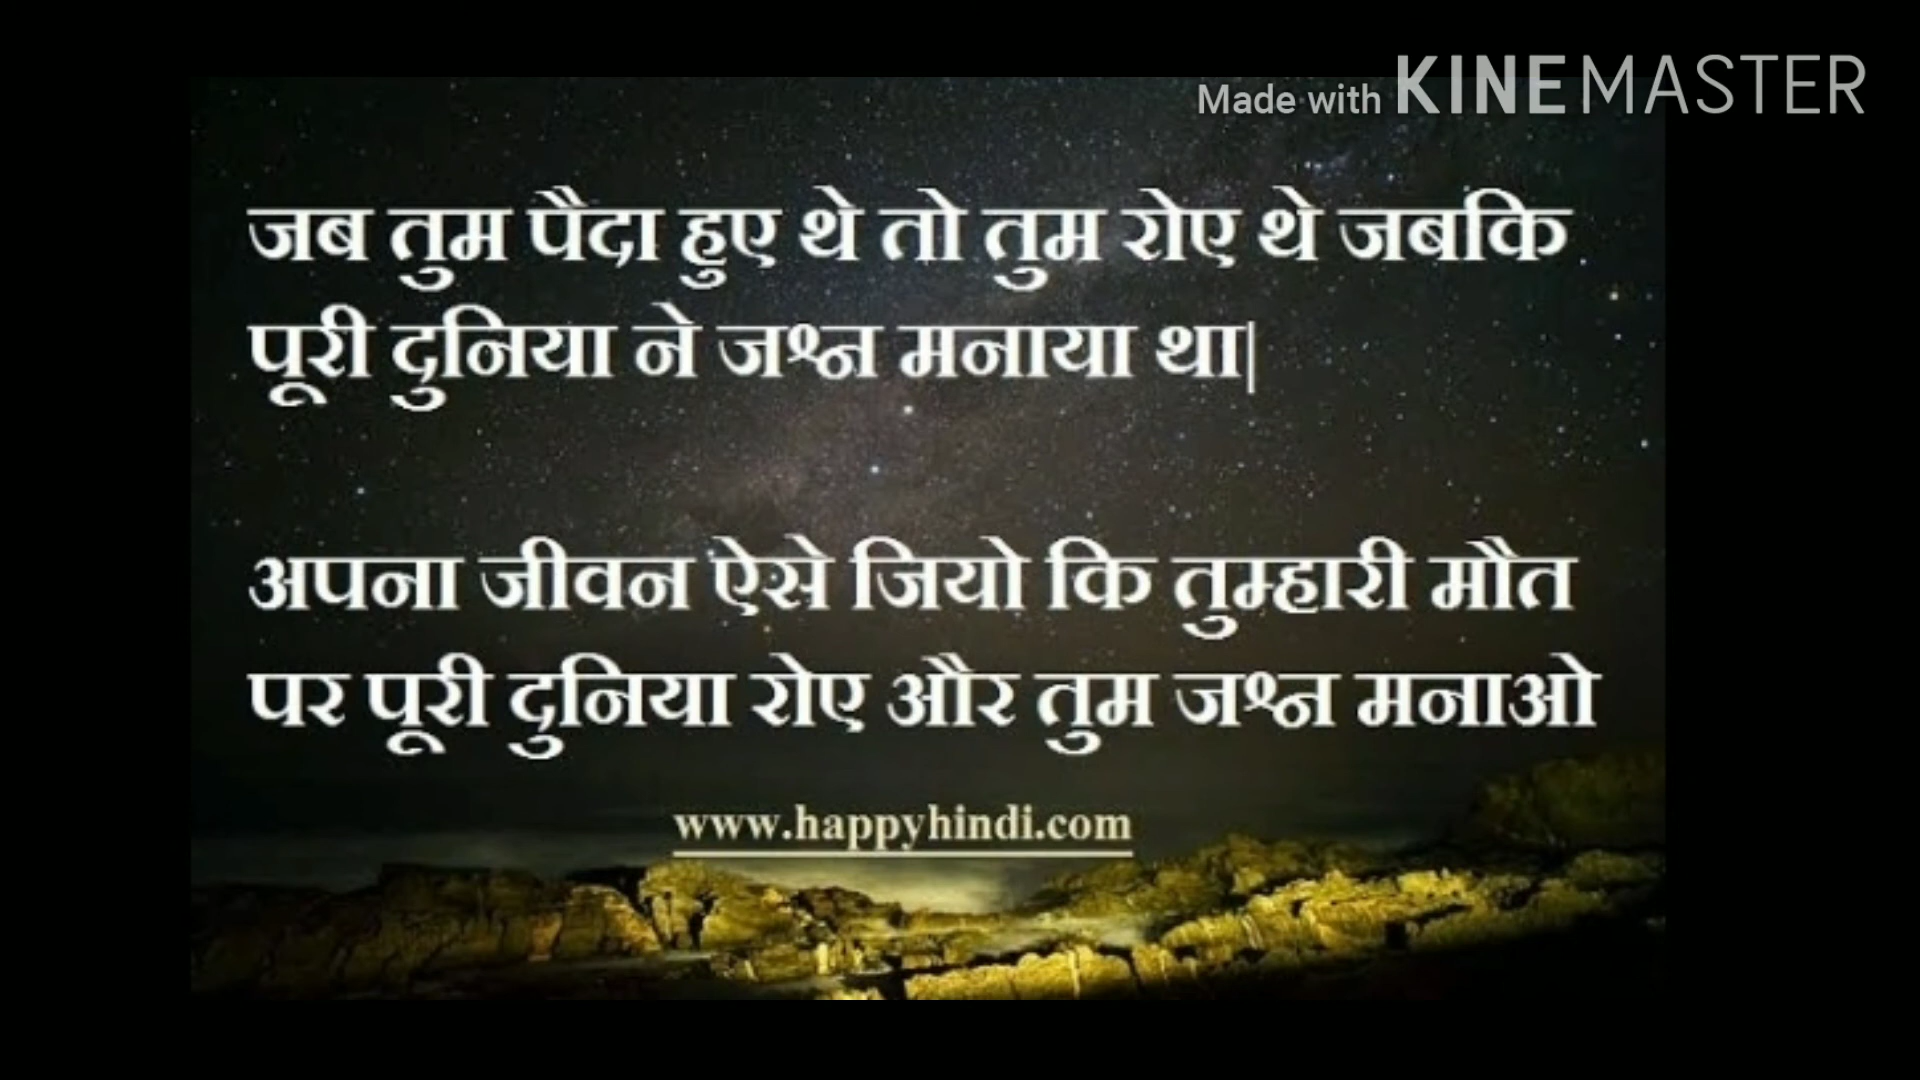 Made with KINEMASTER
जब तुम पैदा हुए थे तो तुम रोए थे जबकि
पूरी दुनिया ने जश्न मनाया था|
अपना जीवन ऐसे जियो कि तुम्हारी मौत
पर पूरी दुनिया रोए और तुम जश्न मनाओ
www.happyhindi.com